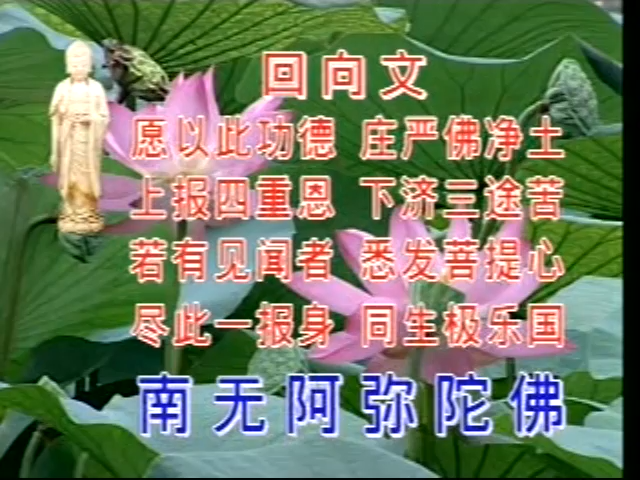 回向文
愿以此功德 庄严佛净土
上报四重恩 下济三途苦
若有见闻者 悉发菩提心
尽此一报身 同生极乐国
南无阿弥陀佛